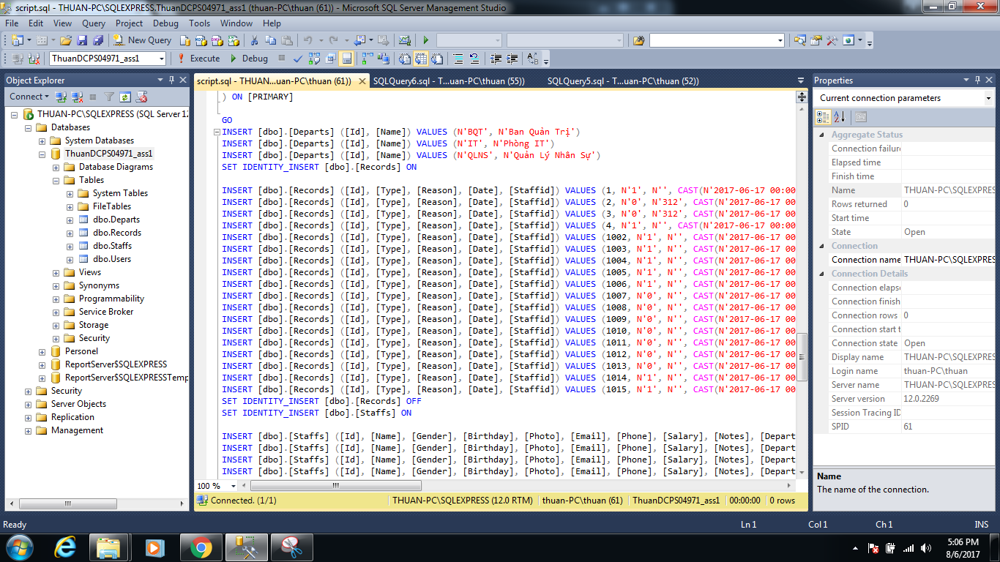 script.sql - THUAN-PC\SQLEXPRESS.ThuanDCPS04971_ass1 (thuan-PC\thuan (61)) - Microsoft SQL Server Management Studio
File Edit View Query Project Debug Tools Window Help
New Query
ThuanDCPS04971_ass1 Execute Debug
Object Explorer
Connect
THUAN-PC\SQLEXPRESS (SQL Server 12
Databases
System Databases
ThuanDCPS04971_ass1
Database Diagrams
Tables
System Tables
FileTables
dbo.Departs
dbo.Records
dbo.Staffs
dbo.Users
Views
Synonyms
Programmability
Service Broker
Storage
Security
Personel
ReportServer$SQLEXPRESS
ReportServer$SQLEXPRESSTemp
Security
Server Objects
Replication
Management
script.sql - THUAN...uan-PC\thuan (61)) SQLQuery6.sql - T...uan-PC\thuan (55)) SQLQuery5.sql - T...uan-PC\thuan (52))
) ON [PRIMARY]
GO
INSERT [dbo].[Departs] ([Id], [Name]) VALUES (N'BQT', N'Ban Quản Trị')
INSERT [dbo].[Departs] ([Id], [Name]) VALUES (N'IT', N'Phòng IT')
INSERT [dbo].[Departs] ([Id], [Name]) VALUES (N'QLNS', N'Quản Lý Nhân Sự')
SET IDENTITY_INSERT [dbo].[Records] ON
INSERT [dbo].[Records] ([Id], [Type], [Reason], [Date], [Staffid]) VALUES (1, N'1', N'', CAST(N'2017-06-17 00:00
INSERT [dbo].[Records] ([Id], [Type], [Reason], [Date], [Staffid]) VALUES (2, N'0', N'312', CAST(N'2017-06-17 00
INSERT [dbo].[Records] ([Id], [Type], [Reason], [Date], [Staffid]) VALUES (3, N'0', N'312', CAST(N'2017-06-17 00
INSERT [dbo].[Records] ([Id], [Type], [Reason], [Date], [Staffid]) VALUES (4, N'1', N'', CAST(N'2017-06-17 00:00
INSERT [dbo].[Records] ([Id], [Type], [Reason], [Date], [Staffid]) VALUES (1002, N'1', N'', CAST(N'2017-06-17 00
INSERT [dbo].[Records] ([Id], [Type], [Reason], [Date], [Staffid]) VALUES (1003, N'1', N'', CAST(N'2017-06-17 00
INSERT [dbo].[Records] ([Id], [Type], [Reason], [Date], [Staffid]) VALUES (1004, N'1', N'', CAST(N'2017-06-17 00
INSERT [dbo].[Records] ([Id], [Type], [Reason], [Date], [Staffid]) VALUES (1005, N'1', N'', CAST(N'2017-06-17 00
INSERT [dbo].[Records] ([Id], [Type], [Reason], [Date], [Staffid]) VALUES (1006, N'1', N'', CAST(N'2017-06-17 00
INSERT [dbo].[Records] ([Id], [Type], [Reason], [Date], [Staffid]) VALUES (1007, N'0', N'', CAST(N'2017-06-17 00
INSERT [dbo].[Records] ([Id], [Type], [Reason], [Date], [Staffid]) VALUES (1008, N'0', N'', CAST(N'2017-06-17 00
INSERT [dbo].[Records] ([Id], [Type], [Reason], [Date], [Staffid]) VALUES (1009, N'0', N'', CAST(N'2017-06-17 00
INSERT [dbo].[Records] ([Id], [Type], [Reason], [Date], [Staffid]) VALUES (1010, N'0', N'', CAST(N'2017-06-17 00
INSERT [dbo].[Records] ([Id], [Type], [Reason], [Date], [Staffid]) VALUES (1011, N'0', N'', CAST(N'2017-06-17 00
INSERT [dbo].[Records] ([Id], [Type], [Reason], [Date], [Staffid]) VALUES (1012, N'0', N'', CAST(N'2017-06-17 00
INSERT [dbo].[Records] ([Id], [Type], [Reason], [Date], [Staffid]) VALUES (1013, N'0', N'', CAST(N'2017-06-17 00
INSERT [dbo].[Records] ([Id], [Type], [Reason], [Date], [Staffid]) VALUES (1014, N'1', N'', CAST(N'2017-06-17 00
INSERT [dbo].[Records] ([Id], [Type], [Reason], [Date], [Staffid]) VALUES (1015, N'1', N'', CAST(N'2017-06-17 00
SET IDENTITY_INSERT [dbo].[Records] OFF
SET IDENTITY_INSERT [dbo].[Staffs] ON
INSERT [dbo].[Staffs] ([Id], [Name], [Gender], [Birthday], [Photo], [Email], [Phone], [Salary], [Notes], [Depart
INSERT [dbo].[Staffs] ([Id], [Name], [Gender], [Birthday], [Photo], [Email], [Phone], [Salary], [Notes], [Depart
INSERT [dbo].[Staffs] ([Id], [Name], [Gender], [Birthday], [Photo], [Email], [Phone], [Salary], [Notes], [Depart
INSERT [dbo].[Staffs] ([Id], [Name], [Gender], [Birthday], [Photo], [Email], [Phone], [Salary], [Notes], [Depart
100 %
Connected. (1/1) THUAN-PC\SQLEXPRESS (12.0 RTM) thuan-PC\thuan (61) ThuanDCPS04971_ass1 00:00:00 0 rows
Properties
Current connection parameters
Aggregate Status
Connection failure
Elapsed time
Finish time
Name THUAN-PC\SQLEXPRES
Rows returned 0
Start time
State Open
Connection
Connection name THUAN-PC\SQLEXPRES
Connection Details
Connection elapse
Connection finish
Connection rows 0
Connection start t
Connection state Open
Display name THUAN-PC\SQLEXPRES
Login name thuan-PC\thuan
Server name THUAN-PC\SQLEXPRES
Server version 12.0.2269
Session Tracing ID
SPID 61
Name
The name of the connection.
Ready Ln 1 Col 1 Ch 1 INS
5:06 PM
8/6/2017